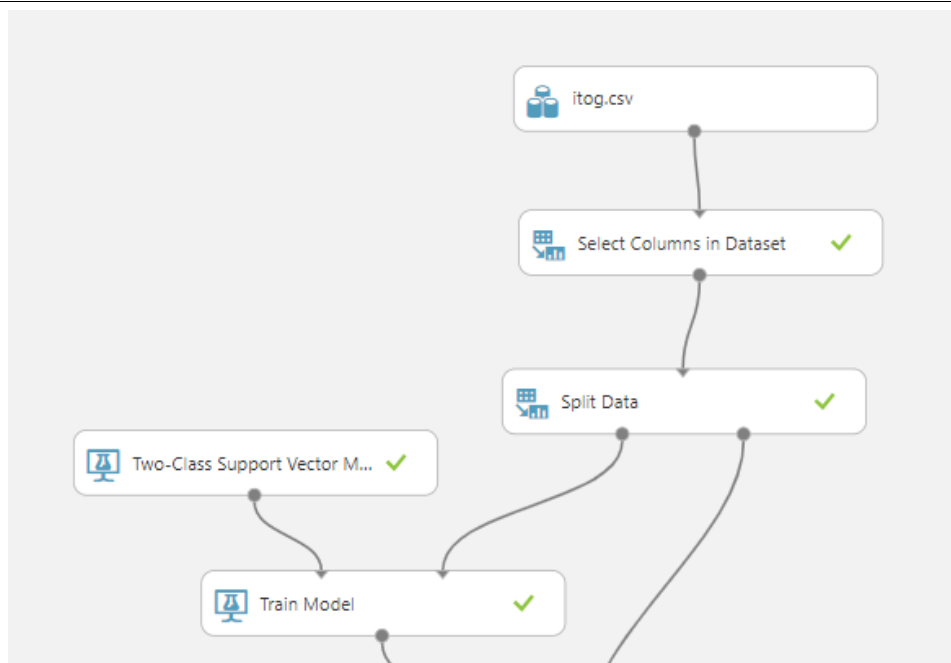 itog.csv
Select Columns in Dataset
Split Data
Two-Class Support Vector M...
Train Model